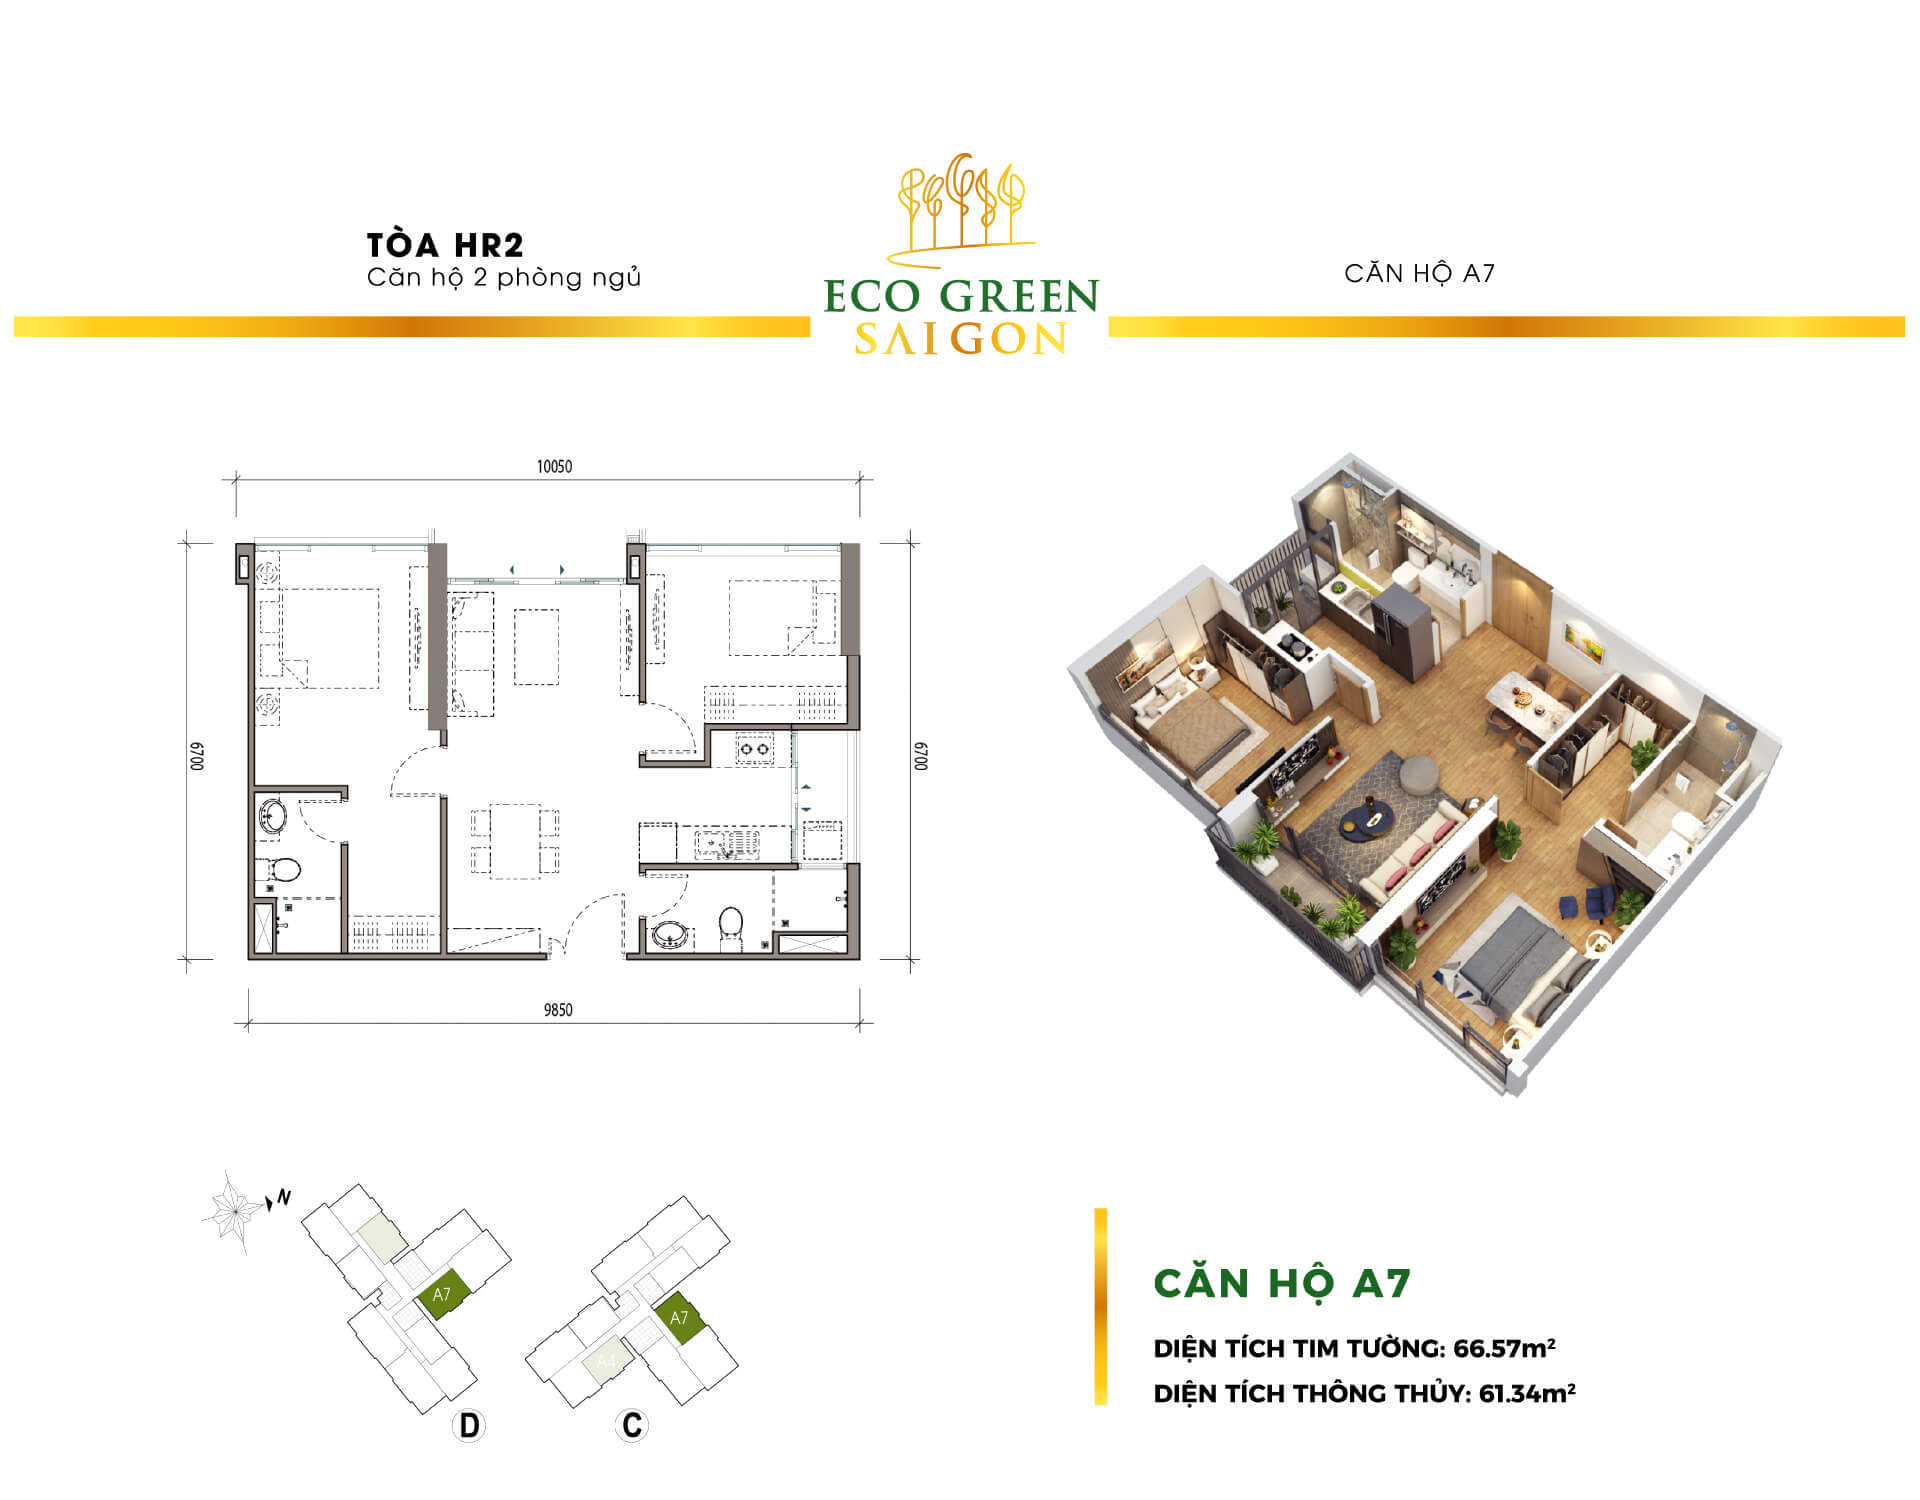 TÒA HR2
Căn hộ 2 phòng ngủ
ECO GREEN
SAIGON
CĂN HỘ A7
10050
6700
6700
9850
N
A7
A7
A4
D
C
CĂN HỘ A7
DIỆN TÍCH TIM TƯỜNG: 66.57m²
DIỆN TÍCH THÔNG THỦY: 61.34m²